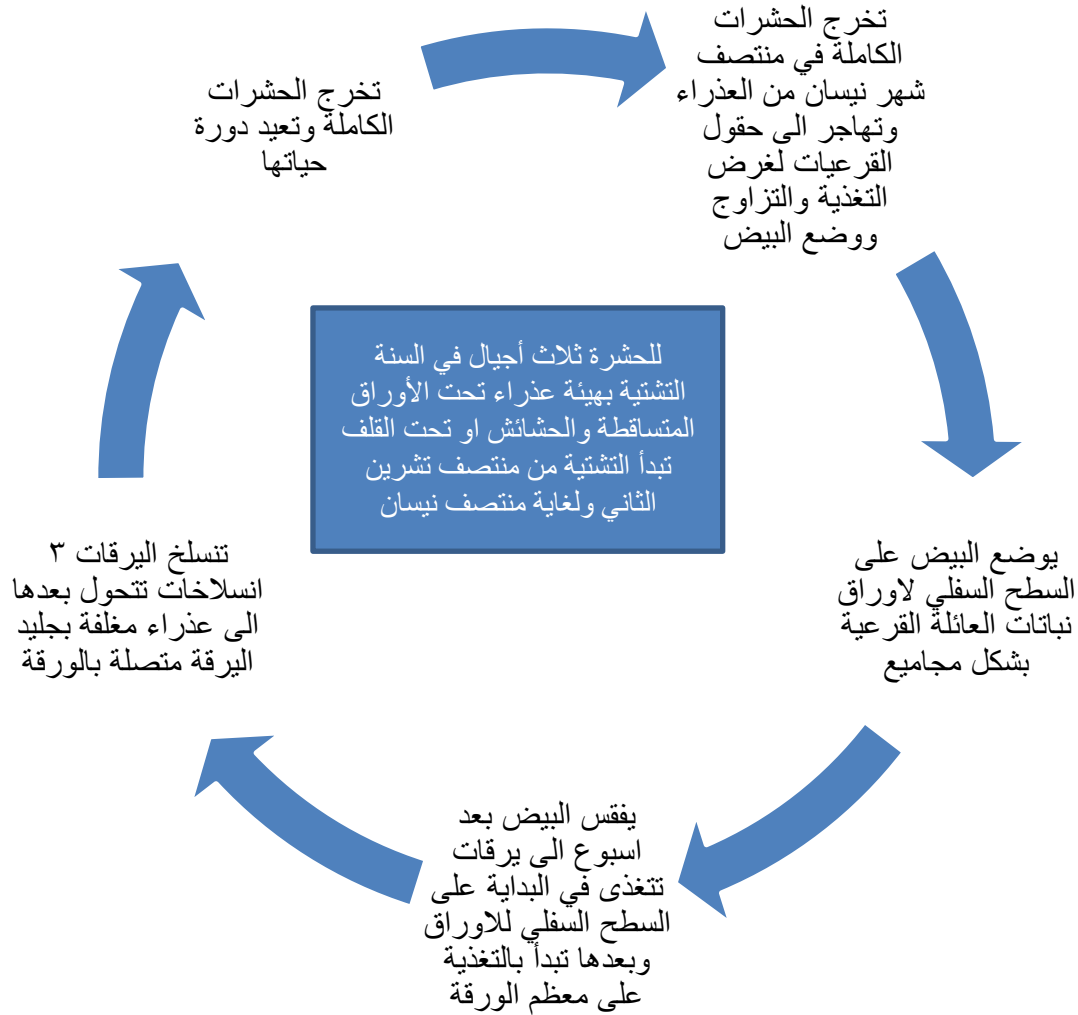 تخرج الحشرات
الكاملة في منتصف
شهر نيسان من العذراء
وتهاجر الى حقول
القرعيات لغرض
التغذية والتزاوج
ووضع البيض
يوضع البيض على
السطح السفلي لاوراق
نباتات العائلة القرعية
بشكل مجاميع
يفقس البيض بعد
اسبوع الى يرقات
تتغذى في البداية على
السطح السفلي للاوراق
وبعدها تبدأ بالتغذية
على معظم الورقة
تنسلخ اليرقات ٣
انسلاخات تتحول بعدها
الى عذراء مغلفة بجليد
اليرقة متصلة بالورقة
تخرج الحشرات
الكاملة وتعيد دورة
حياتها
للحشرة ثلاث أجيال في السنة
التشتية بهيئة عذراء تحت الأوراق
المتساقطة والحشائش او تحت القلف
تبدأ التشتية من منتصف تشرين
الثاني ولغاية منتصف نيسان